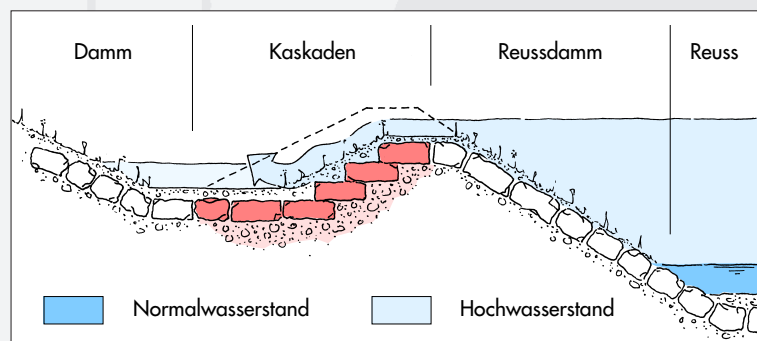 Damm
Kaskaden
Reussdamm
Reuss
Normalwasserstand
Hochwasserstand